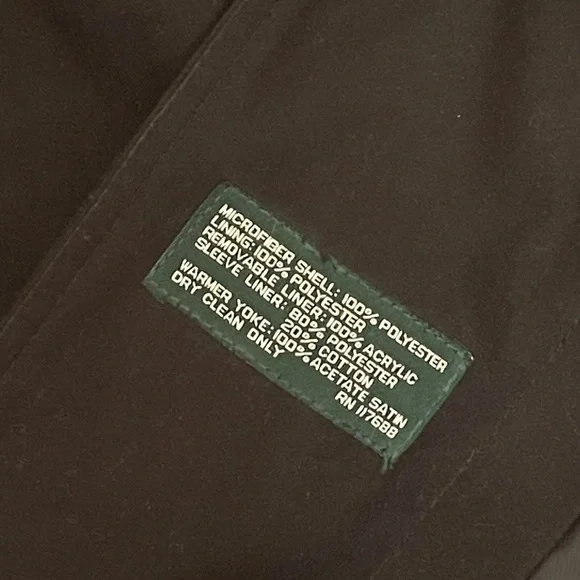 MICROFIBER SHELL: 100% POLYESTER
LINING: 100% POLYESTER
REMOVABLE LINER: 100% ACRYLIC
SLEEVE LINER: 80% POLYESTER
20% COTTON
WARMER YOKE: 100% ACETATE SATIN
DRY CLEAN ONLY
RN 117688